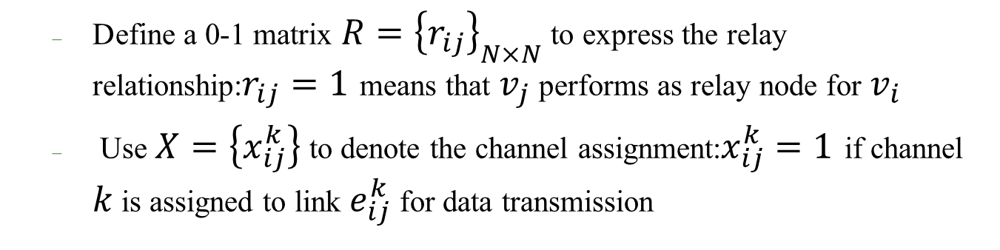 – Define a 0-1 matrix $R = \{r_{ij}\}_{N \times N}$ to express the relay
relationship:$r_{ij} = 1$ means that $v_j$ performs as relay node for $v_i$
– Use $X = \{x_{ij}^k\}$ to denote the channel assignment:$x_{ij}^k = 1$ if channel
$k$ is assigned to link $e_{ij}^k$ for data transmission